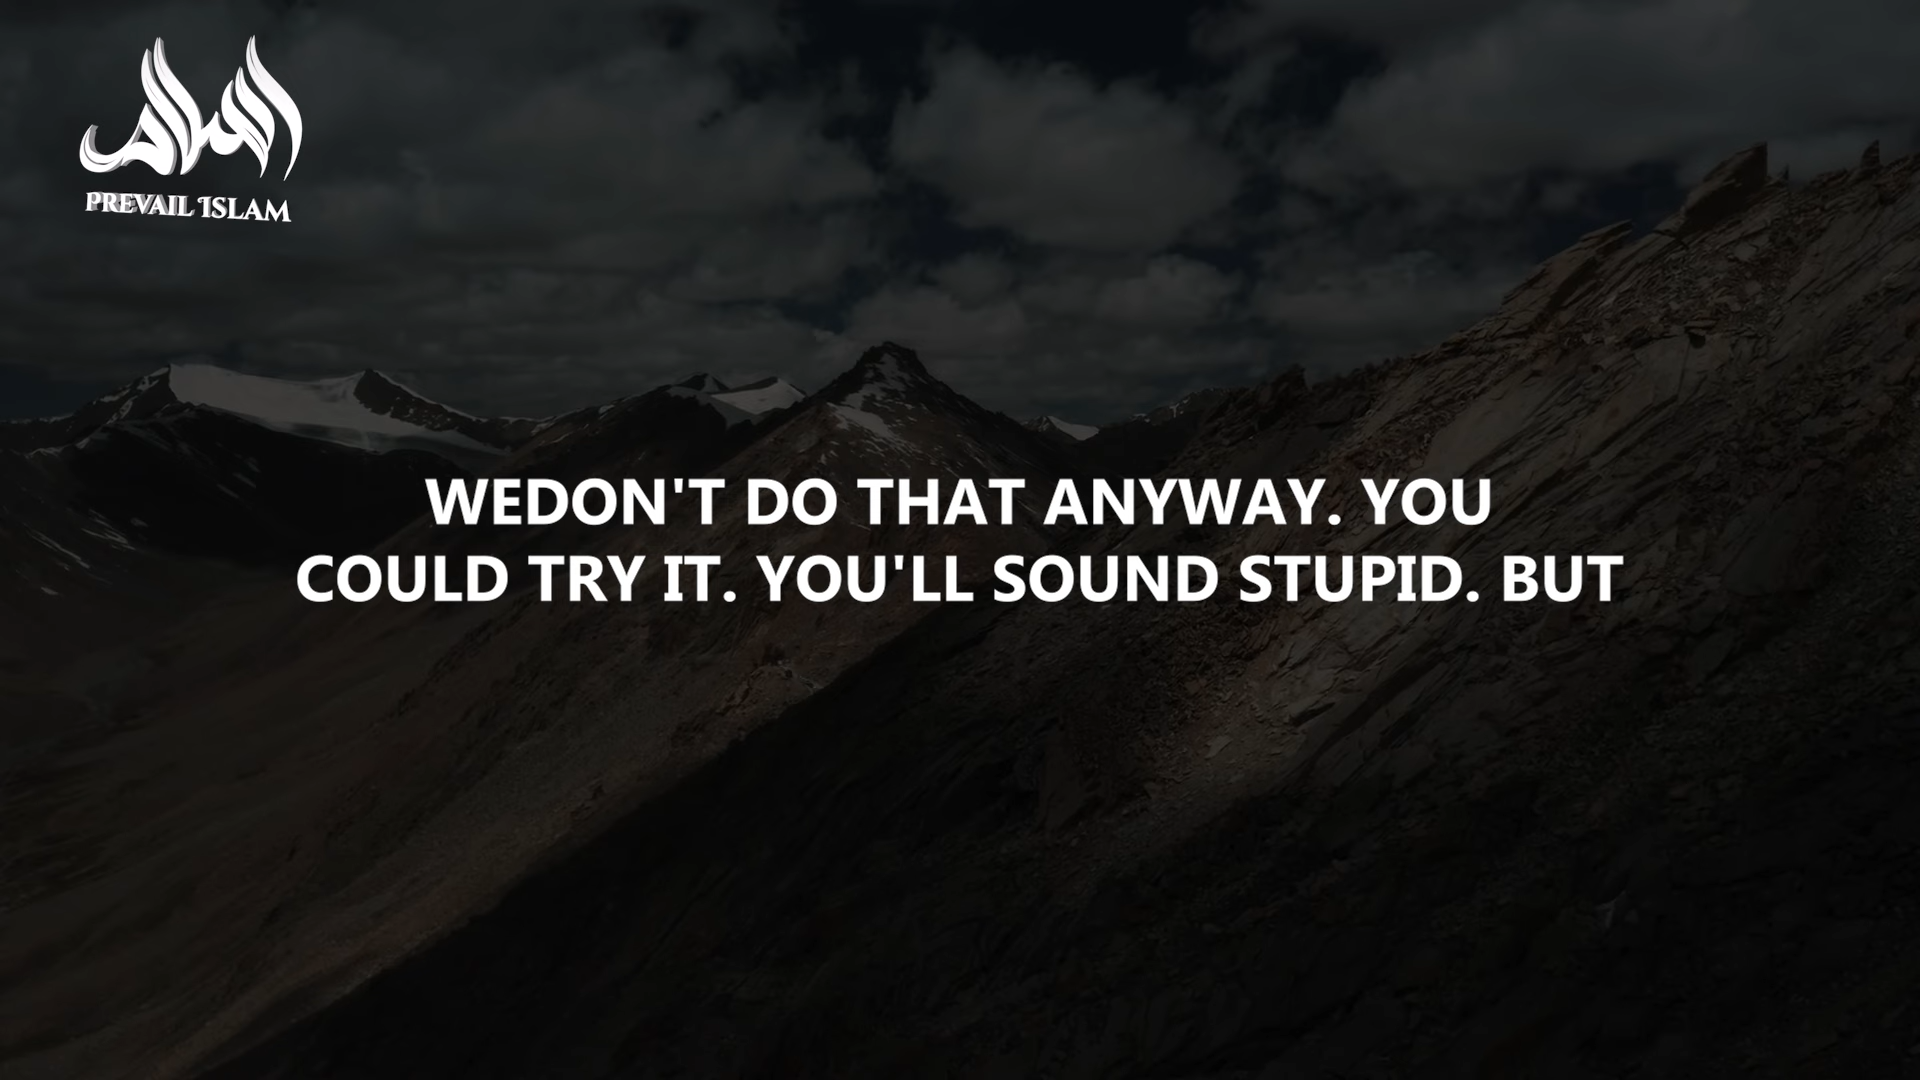 PREVAIL ISLAM
WEDON'T DO THAT ANYWAY. YOU
COULD TRY IT. YOU'LL SOUND STUPID. BUT